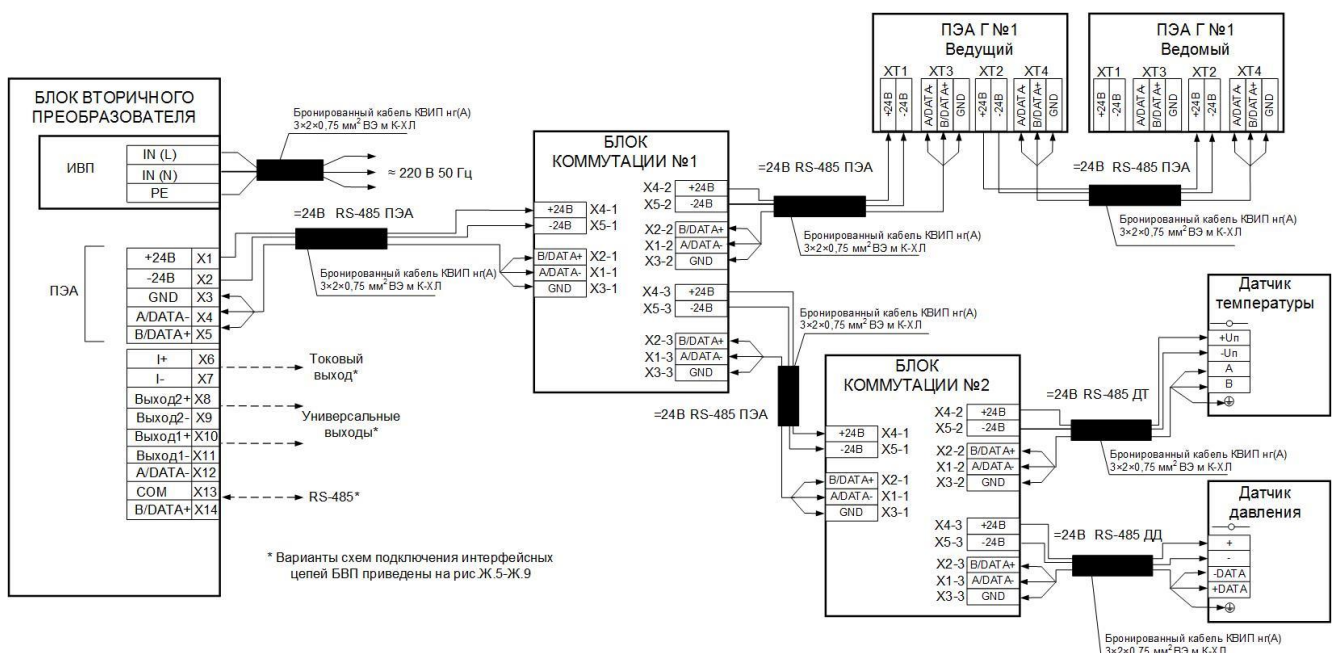 БЛОК ВТОРИЧНОГО
ПРЕОБРАЗОВАТЕЛЯ
ИВП
IN (L)
IN (N)
PE
Бронированный кабель КВИП нг(А)
3×2×0,75 мм² ВЭ м К-ХЛ
≈ 220 В 50 Гц
ПЭА
+24В X1
-24В X2
GND X3
A/DATA- X4
B/DATA+ X5
I+ X6
I- X7
Выход2+ X8
Выход2- X9
Выход1+ X10
Выход1- X11
A/DATA- X12
COM X13
B/DATA+ X14
Токовый
выход*
Универсальные
выходы*
RS-485*
* Варианты схем подключения интерфейсных
цепей БВП приведены на рис.Ж.5-Ж.9
=24В RS-485 ПЭА
Бронированный кабель КВИП нг(А)
3×2×0,75 мм² ВЭ м К-ХЛ
БЛОК
КОММУТАЦИИ №1
+24В X4-1
-24В X5-1
B/DATA+ X2-1
A/DATA- X1-1
GND X3-1
X4-2 +24В
X5-2 -24В
X2-2 B/DATA+
X1-2 A/DATA-
X3-2 GND
X4-3 +24В
X5-3 -24В
X2-3 B/DATA+
X1-3 A/DATA-
X3-3 GND
=24В RS-485 ПЭА
Бронированный кабель КВИП нг(А)
3×2×0,75 мм² ВЭ м К-ХЛ
ПЭА Г №1
Ведущий
XT1 XT3 XT2 XT4
+24В -24В A/DATA- B/DATA+ GND +24В -24В A/DATA- B/DATA+ GND
ПЭА Г №1
Ведомый
XT1 XT3 XT2 XT4
+24В -24В A/DATA- B/DATA+ GND +24В -24В A/DATA- B/DATA+ GND
=24В RS-485 ПЭА
Бронированный кабель КВИП нг(А)
3×2×0,75 мм² ВЭ м К-ХЛ
Бронированный кабель КВИП нг(А)
3×2×0,75 мм² ВЭ м К-ХЛ
=24В RS-485 ПЭА
БЛОК
КОММУТАЦИИ №2
+24В X4-1
-24В X5-1
B/DATA+ X2-1
A/DATA- X1-1
GND X3-1
X4-2 +24В
X5-2 -24В
X2-2 B/DATA+
X1-2 A/DATA-
X3-2 GND
X4-3 +24В
X5-3 -24В
X2-3 B/DATA+
X1-3 A/DATA-
X3-3 GND
=24В RS-485 ДТ
Бронированный кабель КВИП нг(А)
3×2×0,75 мм² ВЭ м К-ХЛ
Датчик
температуры
+Uп
-Uп
A
B
=24В RS-485 ДД
Датчик
давления
+
-
-DATA
+DATA
Бронированный кабель КВИП нг(А)
3×2×0,75 мм² ВЭ м К-ХЛ